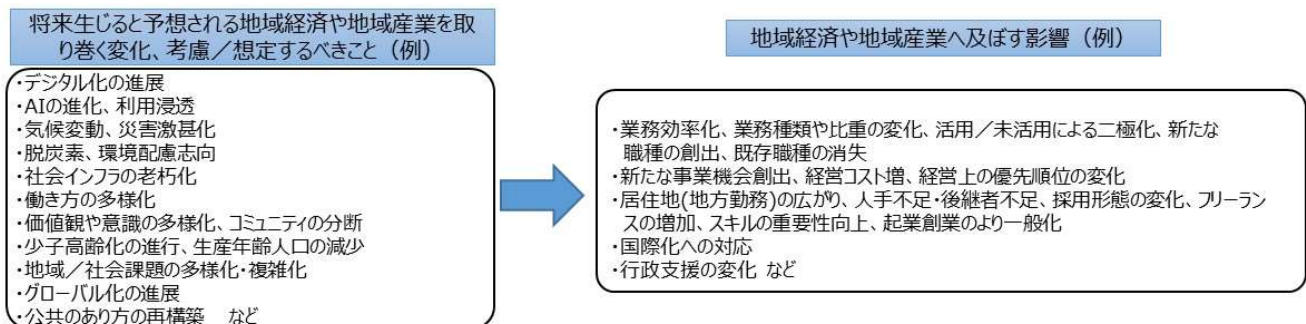 将来生じると予想される地域経済や地域産業を取
り巻く変化、考慮／想定するべきこと（例）
・デジタル化の進展
・AIの進化、利用浸透
・気候変動、災害激甚化
・脱炭素、環境配慮志向
・社会インフラの老朽化
・働き方の多様化
・価値観や意識の多様化、コミュニティの分断
・少子高齢化の進行、生産年齢人口の減少
・地域／社会課題の多様化・複雑化
・グローバル化の進展
・公共のあり方の再構築　など
地域経済や地域産業へ及ぼす影響（例）
・業務効率化、業務種類や比重の変化、活用／未活用による二極化、新たな
職種の創出、既存職種の消失
・新たな事業機会創出、経営コスト増、経営上の優先順位の変化
・居住地(地方勤務)の広がり、人手不足・後継者不足、採用形態の変化、フリーラン
スの増加、スキルの重要性向上、起業創業のより一般化
・国際化への対応
・行政支援の変化 など